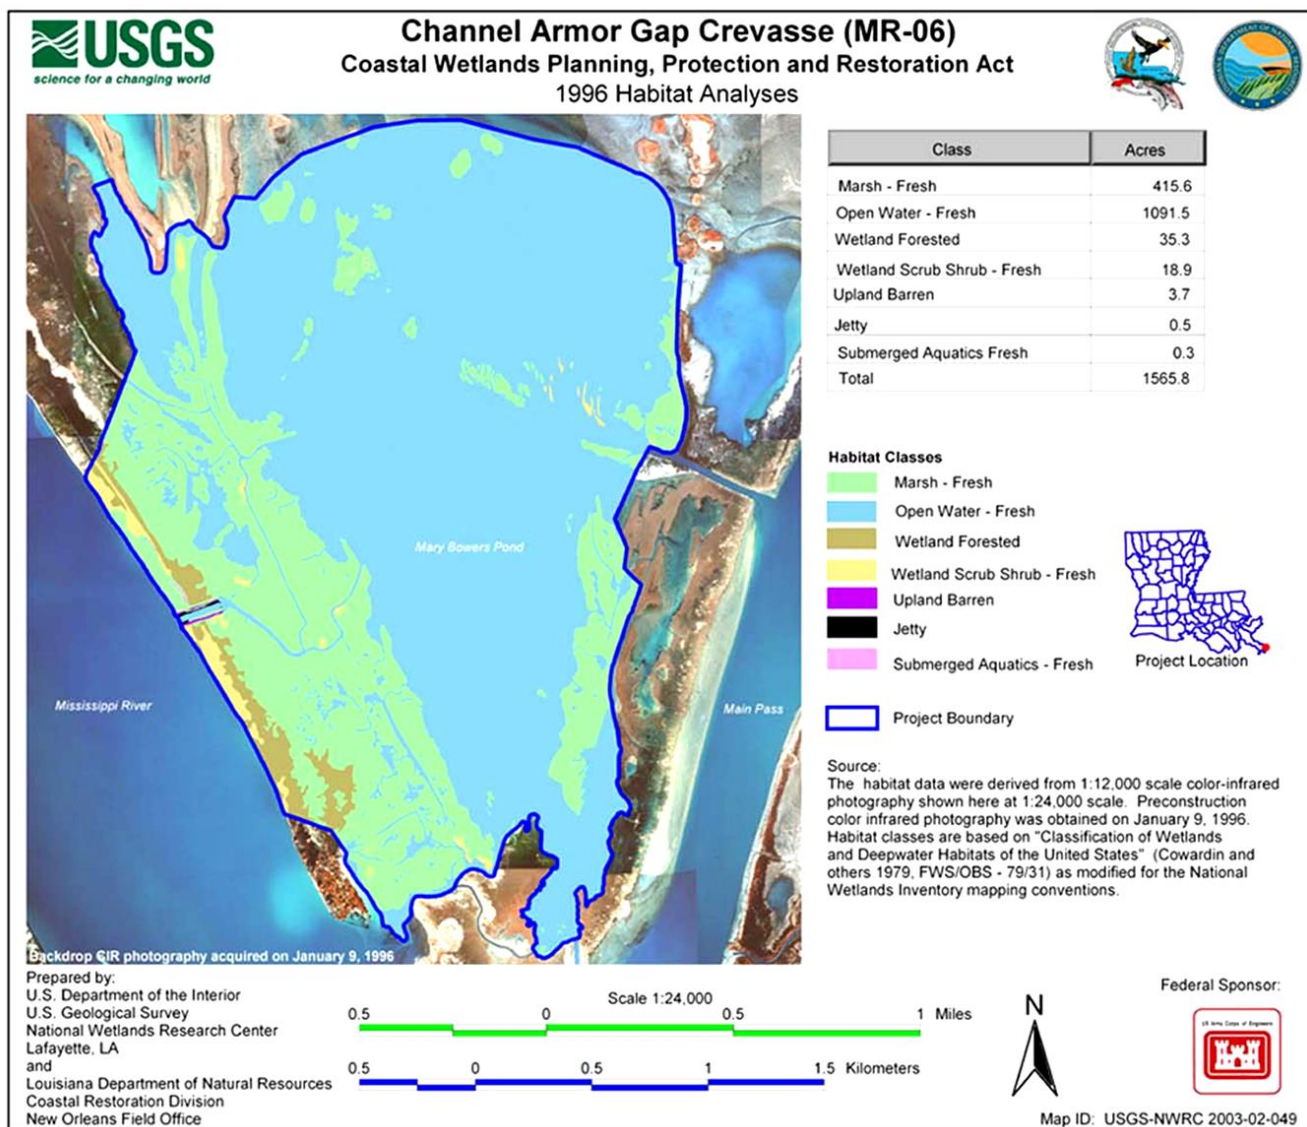 USGS
science for a changing world
Channel Armor Gap Crevasse (MR-06)
Coastal Wetlands Planning, Protection and Restoration Act
1996 Habitat Analyses
Class Acres
Marsh - Fresh 415.6
Open Water - Fresh 1091.5
Wetland Forested 35.3
Wetland Scrub Shrub - Fresh 18.9
Upland Barren 3.7
Jetty 0.5
Submerged Aquatics Fresh 0.3
Total 1565.8
Habitat Classes
Marsh - Fresh
Open Water - Fresh
Wetland Forested
Wetland Scrub Shrub - Fresh
Upland Barren
Jetty
Submerged Aquatics - Fresh
Project Boundary
Project Location
Mary Bowers Pond
Mississippi River
Main Pass
Source:
The habitat data were derived from 1:12,000 scale color-infrared
photography shown here at 1:24,000 scale. Preconstruction
color infrared photography was obtained on January 9, 1996.
Habitat classes are based on "Classification of Wetlands
and Deepwater Habitats of the United States" (Cowardin and
others 1979, FWS/OBS - 79/31) as modified for the National
Wetlands Inventory mapping conventions.
Backdrop CIR photography acquired on January 9, 1996
Prepared by:
U.S. Department of the Interior
U.S. Geological Survey
National Wetlands Research Center
Lafayette, LA
and
Louisiana Department of Natural Resources
Coastal Restoration Division
New Orleans Field Office
Scale 1:24,000
0.5 0 0.5 1 Miles
0.5 0 0.5 1 1.5 Kilometers
N
Federal Sponsor:
US Army Corps of Engineers
Map ID: USGS-NWRC 2003-02-049